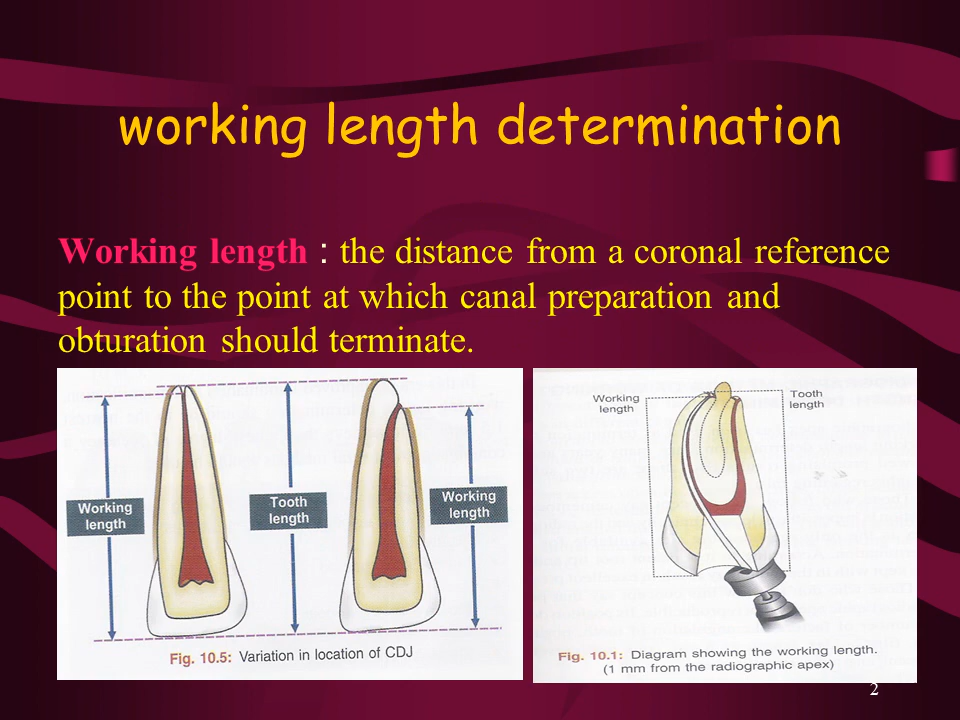 working length determination
Working length : the distance from a coronal reference
point to the point at which canal preparation and
obturation should terminate.
Working
length
Tooth
length
Working
length
Fig. 10.5: Variation in location of CDJ
Working
length
Tooth
length
Fig. 10.1: Diagram showing the working length.
(1 mm from the radiographic apex)
2